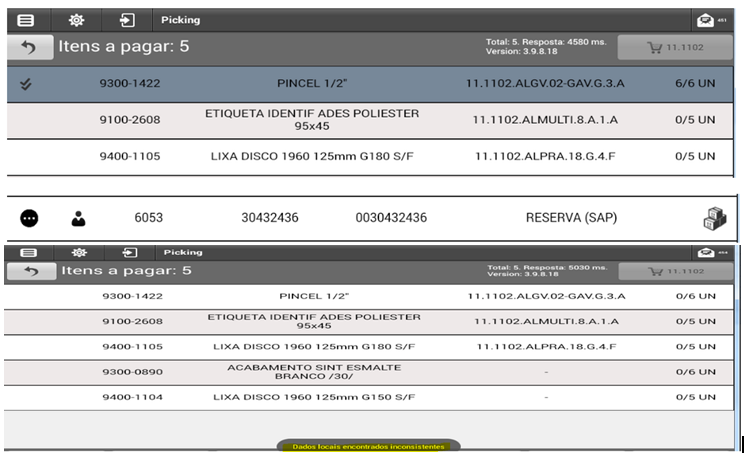 Picking 451
Itens a pagar: 5 Total: 5. Resposta: 4580 ms. 11.1102
Version: 3.9.8.18
9300-1422 PINCEL 1/2" 11.1102.ALGV.02-GAV.G.3.A 6/6 UN
9100-2608 ETIQUETA IDENTIF ADES POLIESTER 11.1102.ALMULTI.8.A.1.A 0/5 UN
95x45
9400-1105 LIXA DISCO 1960 125mm G180 S/F 11.1102.ALPRA.18.G.4.F 0/5 UN
6053 30432436 0030432436 RESERVA (SAP)
Picking
Itens a pagar: 5 Total: 5. Resposta: 5030 ms. 11.1102
Version: 3.9.8.18
9300-1422 PINCEL 1/2" 11.1102.ALGV.02-GAV.G.3.A 0/6 UN
9100-2608 ETIQUETA IDENTIF ADES POLIESTER 11.1102.ALMULTI.8.A.1.A 0/5 UN
95x45
9400-1105 LIXA DISCO 1960 125mm G180 S/F 11.1102.ALPRA.18.G.4.F 0/5 UN
9300-0890 ACABAMENTO SINT ESMALTE - 0/6 UN
BRANCO /30/
9400-1104 LIXA DISCO 1960 125mm G150 S/F - 0/5 UN
Dados locais encontrados inconsistentes